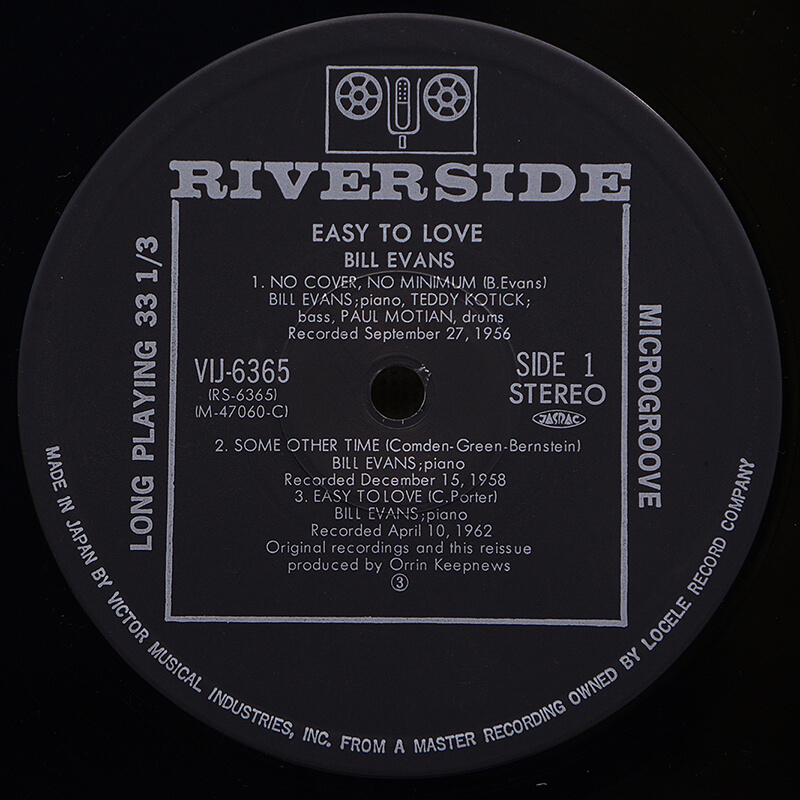 RIVERSIDE
EASY TO LOVE
BILL EVANS
1. NO COVER, NO MINIMUM (B.Evans)
BILL EVANS;piano, TEDDY KOTICK;
bass, PAUL MOTIAN, drums
Recorded September 27, 1956
VIJ-6365
(RS-6365)
(M-47060-C)
SIDE 1
STEREO
JASRAC
2. SOME OTHER TIME (Comden-Green-Bernstein)
BILL EVANS;piano
Recorded December 15, 1958
3. EASY TO LOVE (C.Porter)
BILL EVANS;piano
Recorded April 10, 1962
Original recordings and this reissue
produced by Orrin Keepnews
③
LONG PLAYING 33 1/3
MICROGROOVE
MADE IN JAPAN BY VICTOR MUSICAL INDUSTRIES, INC. FROM A MASTER RECORDING OWNED BY LOCELE RECORD COMPANY